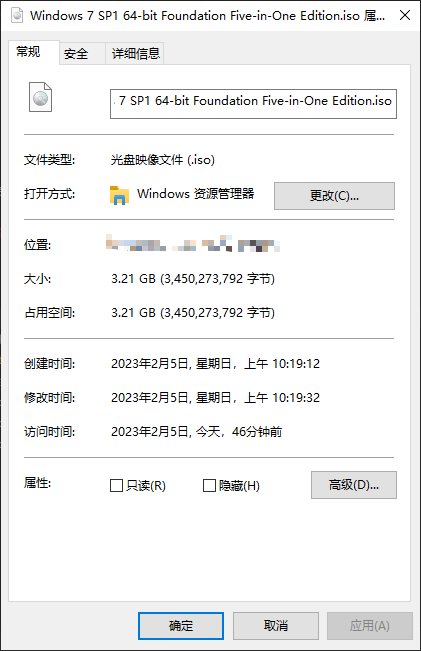 Windows 7 SP1 64-bit Foundation Five-in-One Edition.iso 属...
常规 安全 详细信息
7 SP1 64-bit Foundation Five-in-One Edition.iso
文件类型: 光盘映像文件 (.iso)
打开方式: Windows 资源管理器 更改(C)...
位置:
大小: 3.21 GB (3,450,273,792 字节)
占用空间: 3.21 GB (3,450,273,792 字节)
创建时间: 2023年2月5日, 星期日，上午 10:19:12
修改时间: 2023年2月5日, 星期日，上午 10:19:32
访问时间: 2023年2月5日, 今天，46分钟前
属性: 只读(R) 隐藏(H) 高级(D)...
确定 取消 应用(A)